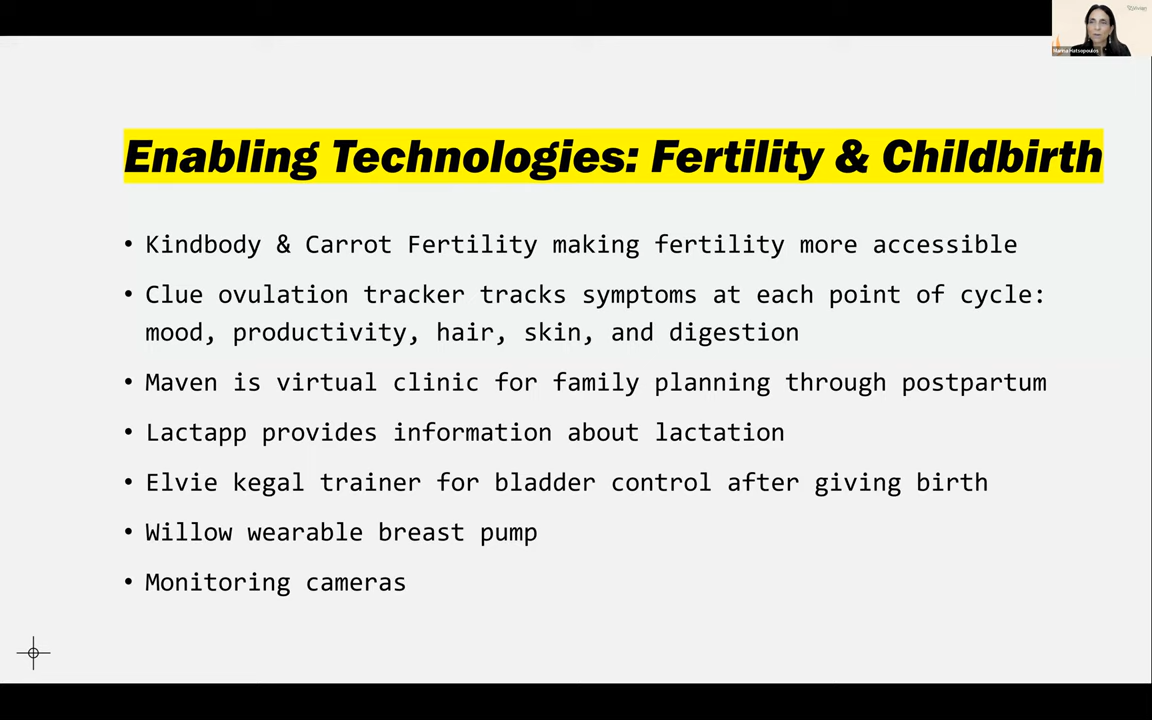 Marina Hatsopoulos
Enabling Technologies: Fertility & Childbirth
• Kindbody & Carrot Fertility making fertility more accessible
• Clue ovulation tracker tracks symptoms at each point of cycle:
mood, productivity, hair, skin, and digestion
• Maven is virtual clinic for family planning through postpartum
• Lactapp provides information about lactation
• Elvie kegal trainer for bladder control after giving birth
• Willow wearable breast pump
• Monitoring cameras